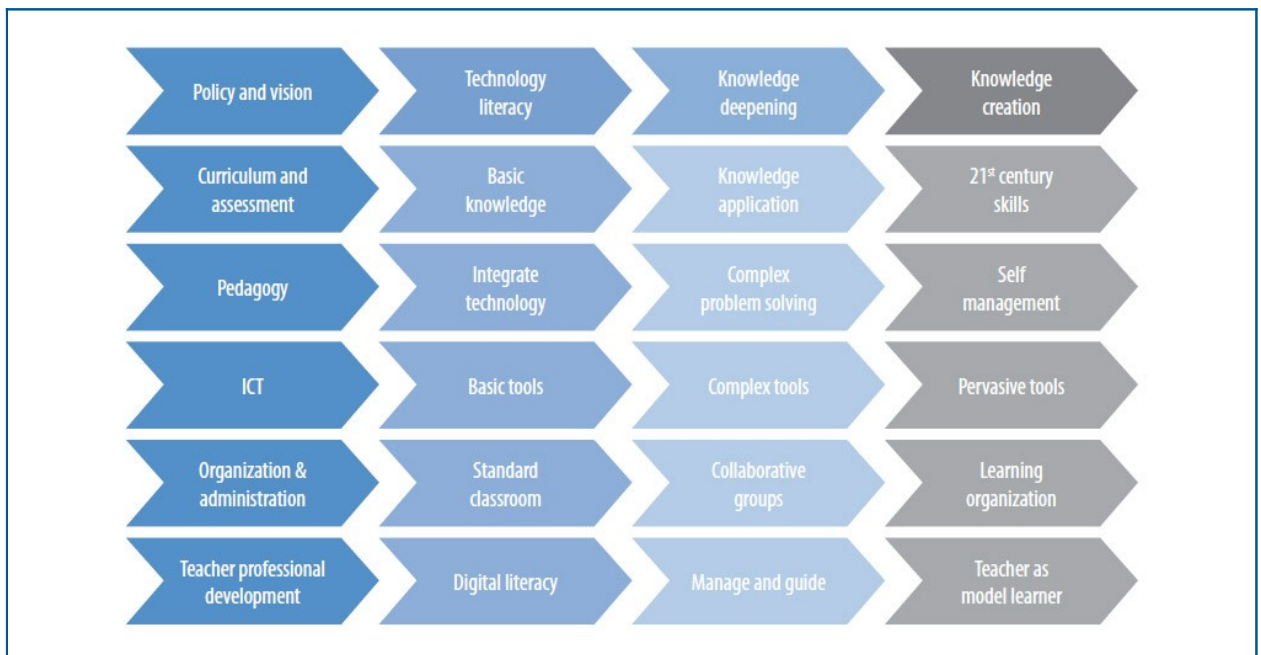 Policy and vision
Technology
literacy
Knowledge
deepening
Knowledge
creation
Curriculum and
assessment
Basic
knowledge
Knowledge
application
21st century
skills
Pedagogy
Integrate
technology
Complex
problem solving
Self
management
ICT
Basic tools
Complex tools
Pervasive tools
Organization &
administration
Standard
classroom
Collaborative
groups
Learning
organization
Teacher professional
development
Digital literacy
Manage and guide
Teacher as
model learner